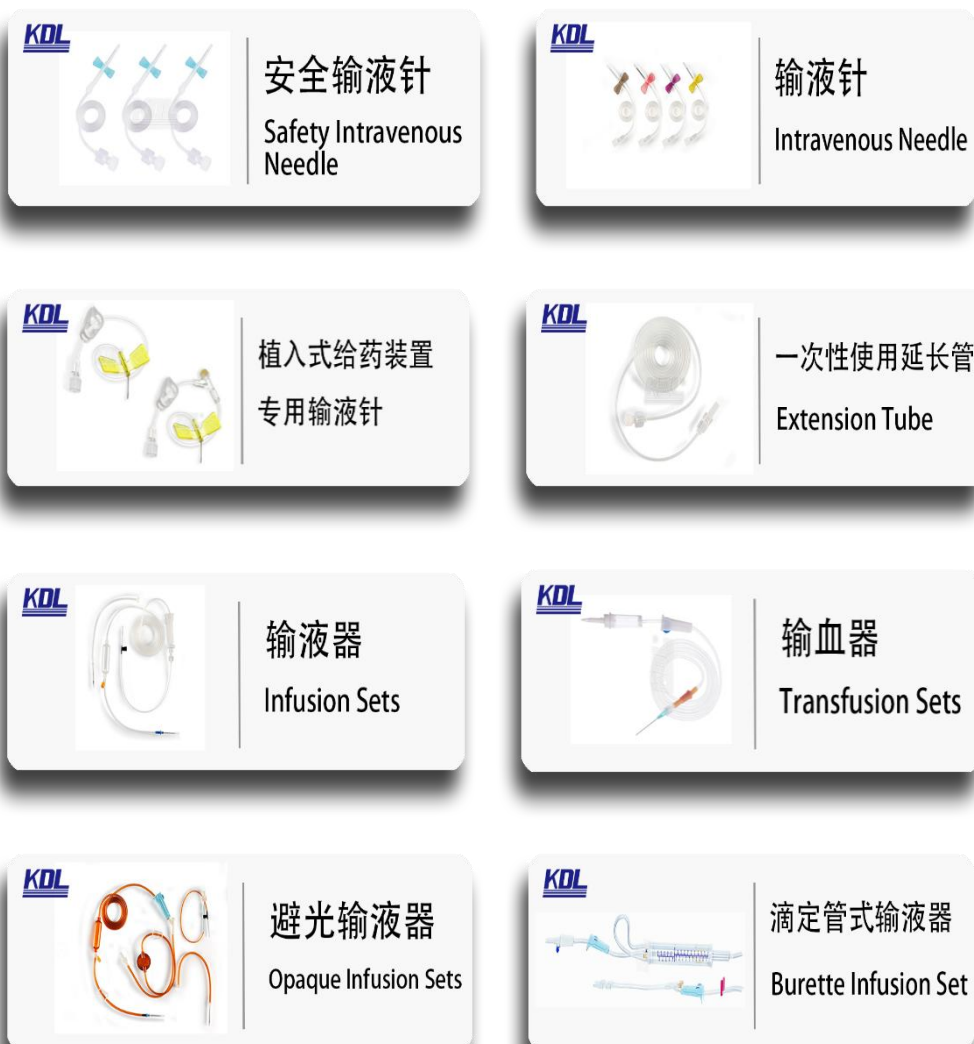 KDL
安全输液针
Safety Intravenous
Needle
KDL
输液针
Intravenous Needle
KDL
植入式给药装置
专用输液针
KDL
一次性使用延长管
Extension Tube
KDL
输液器
Infusion Sets
KDL
输血器
Transfusion Sets
KDL
避光输液器
Opaque Infusion Sets
KDL
滴定管式输液器
Burette Infusion Set